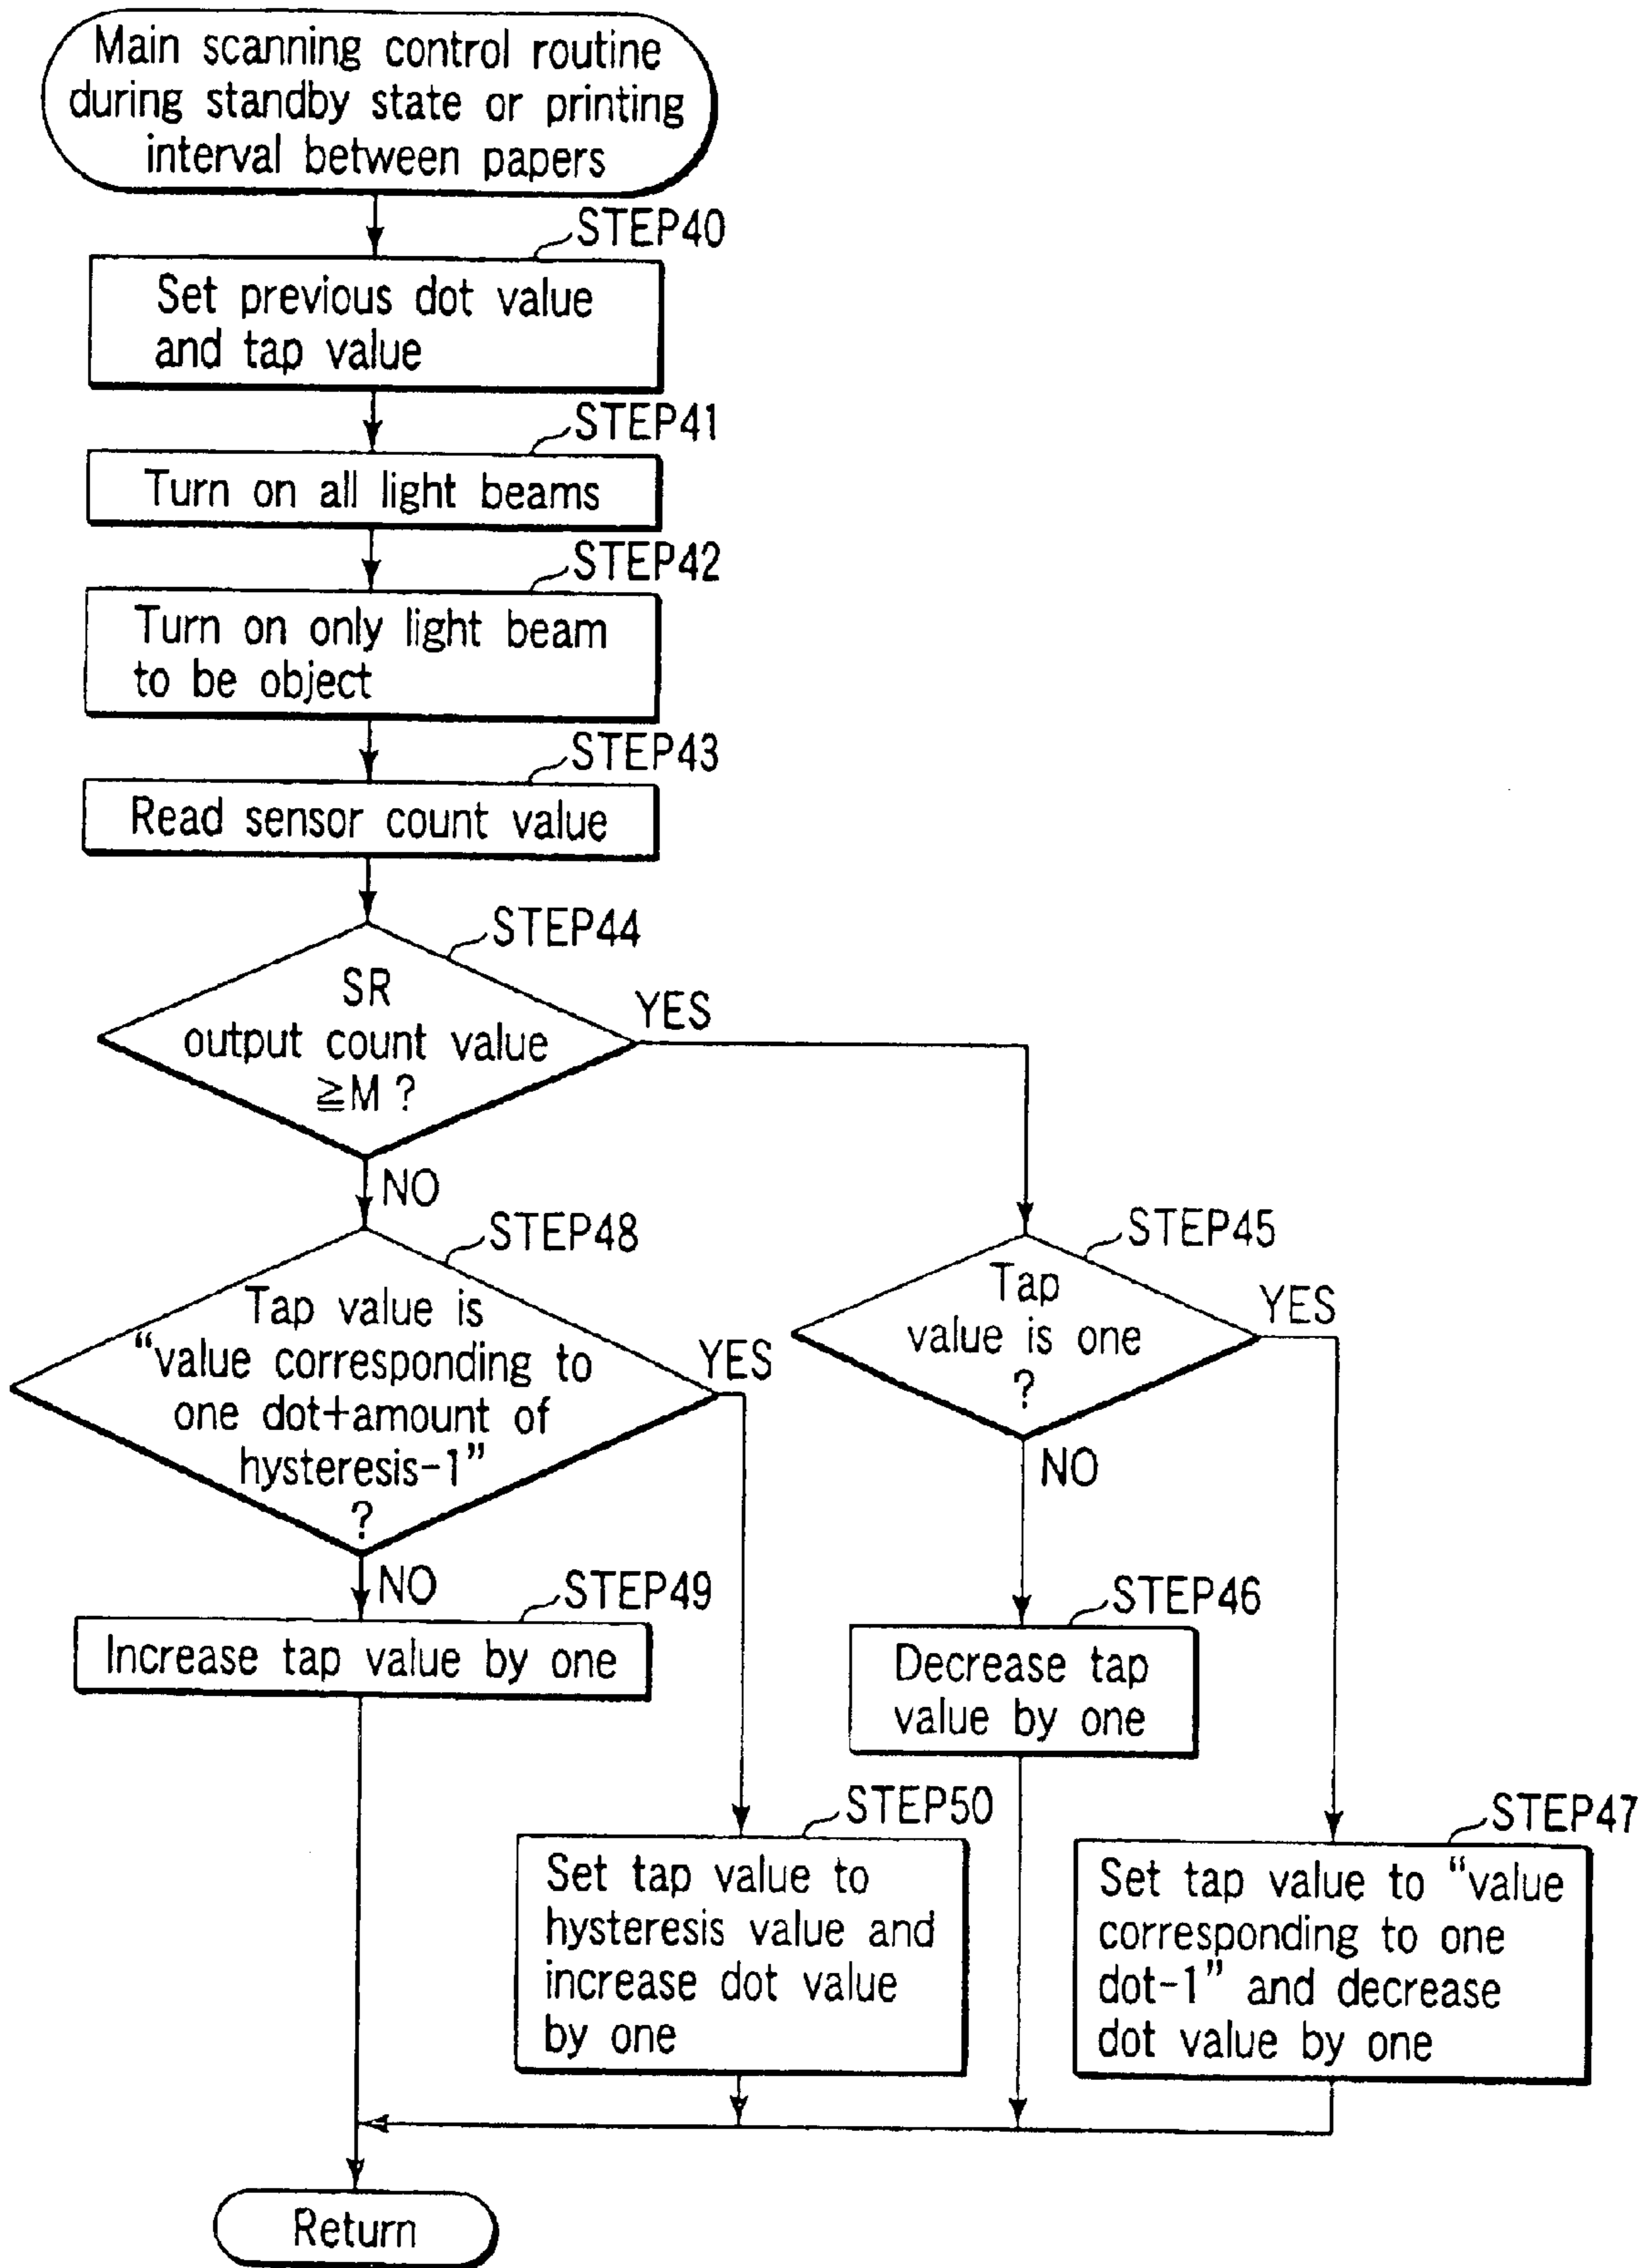 Main scanning control routine
during standby state or printing
interval between papers
STEP40
Set previous dot value
and tap value
STEP41
Turn on all light beams
STEP42
Turn on only light beam
to be object
STEP43
Read sensor count value
STEP44
SR
output count value
≧M ?
YES
NO
STEP48
Tap value is
“value corresponding to
one dot+amount of
hysteresis-1”
?
YES
NO
STEP45
Tap
value is one
?
YES
NO
STEP49
Increase tap value by one
STEP46
Decrease tap
value by one
STEP50
Set tap value to
hysteresis value and
increase dot value
by one
STEP47
Set tap value to “value
corresponding to one
dot-1” and decrease
dot value by one
Return